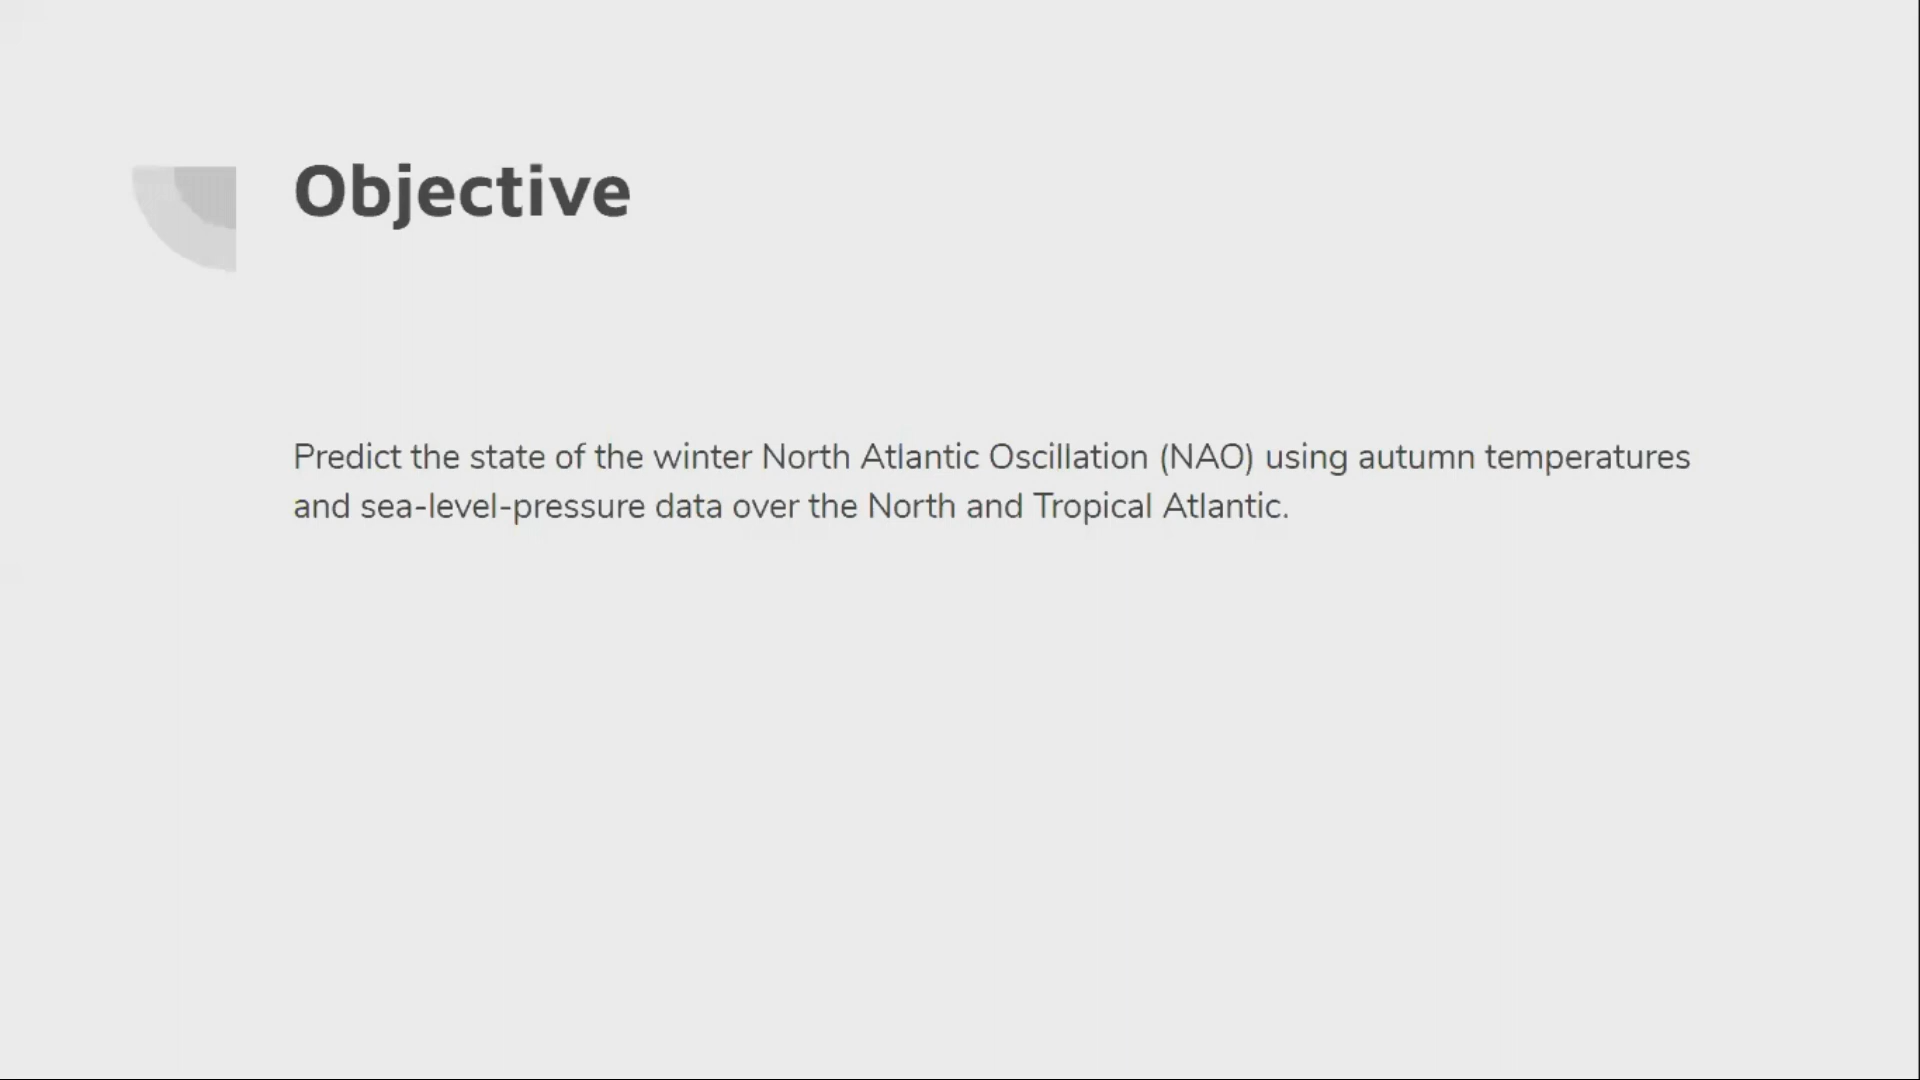 Objective
Predict the state of the winter North Atlantic Oscillation (NAO) using autumn temperatures
and sea-level-pressure data over the North and Tropical Atlantic.